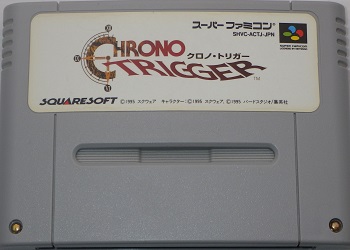 スーパーファミコン
SHVC-ACTJ-JPN
CHRONO
クロノ・トリガー
TRIGGER
TM
SQUARESOFT
©1995 スクウェア キャラクター:©1995 スクウェア/©1995 バードスタジオ/集英社